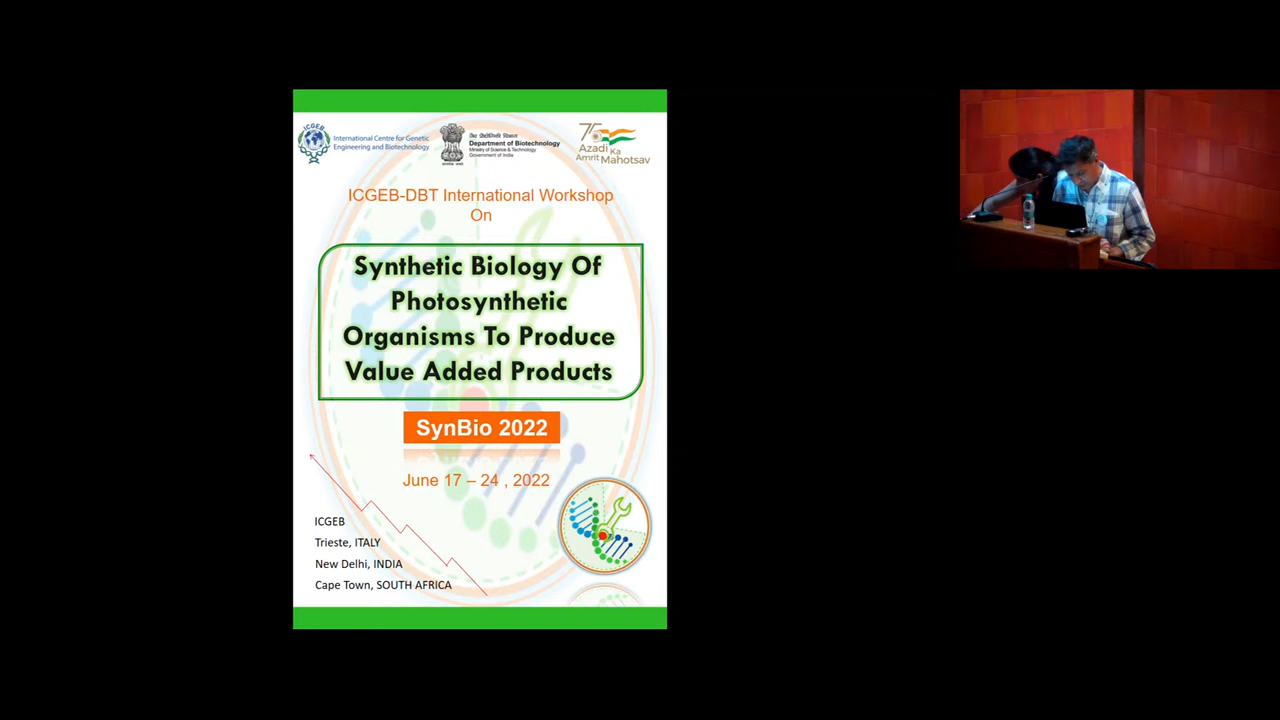 ICGEB
International Centre for Genetic
Engineering and Biotechnology
Department of Biotechnology
Ministry of Science & Technology
Government of India
75
Azadi Ka
Amrit Mahotsav
ICGEB-DBT International Workshop
On
Synthetic Biology Of
Photosynthetic
Organisms To Produce
Value Added Products
SynBio 2022
June 17 – 24 , 2022
ICGEB
Trieste, ITALY
New Delhi, INDIA
Cape Town, SOUTH AFRICA